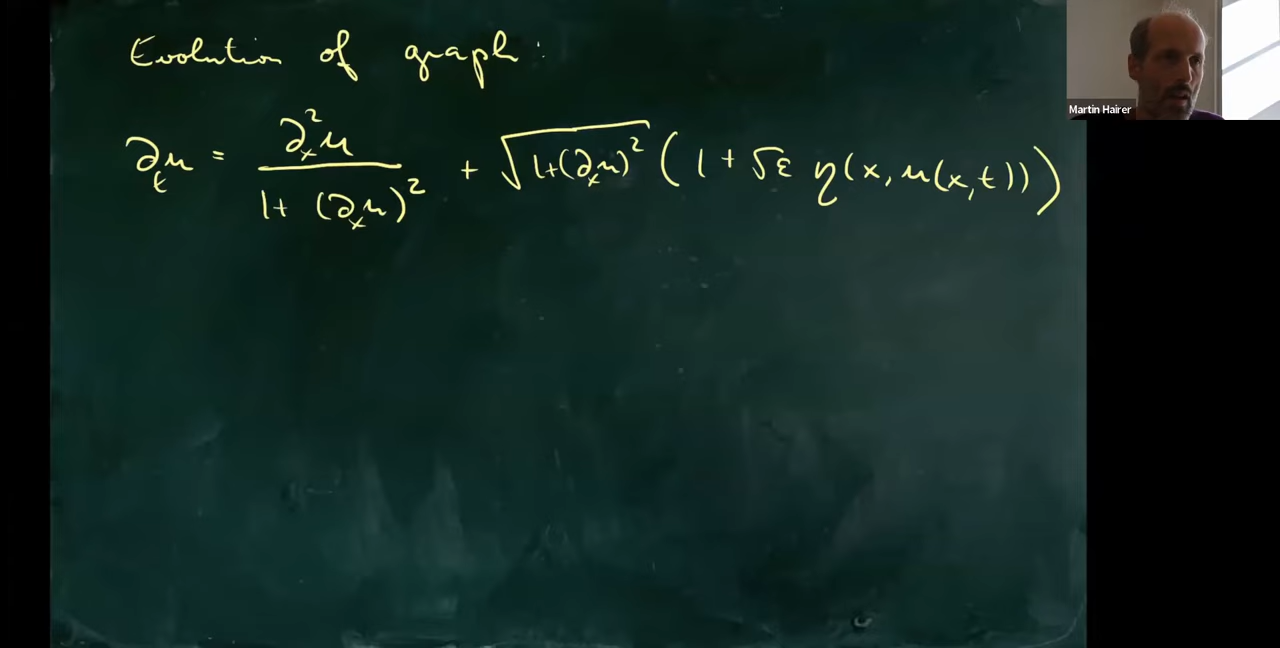 Evolution of graph:
Martin Hairer
∂ₜu = ∂ₓ²u / (1 + (∂ₓu)²) + √(1+(∂ₓu)²) (1 + √ε η(x, u(x,t)))